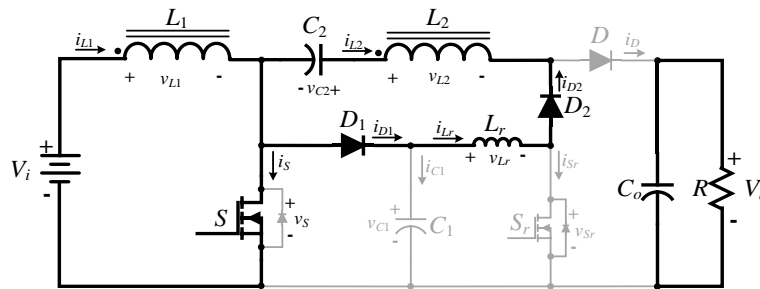 L1 L2 D
iL1 C2 iL2 iD
+ vL1 - - vC2 + + vL2 - iD2
D1 iD1 iLr Lr D2
+ vLr -
Vi + - iS iC1 iSr Co R + V -
S + vS - vC1 + - C1 Sr + vSr -